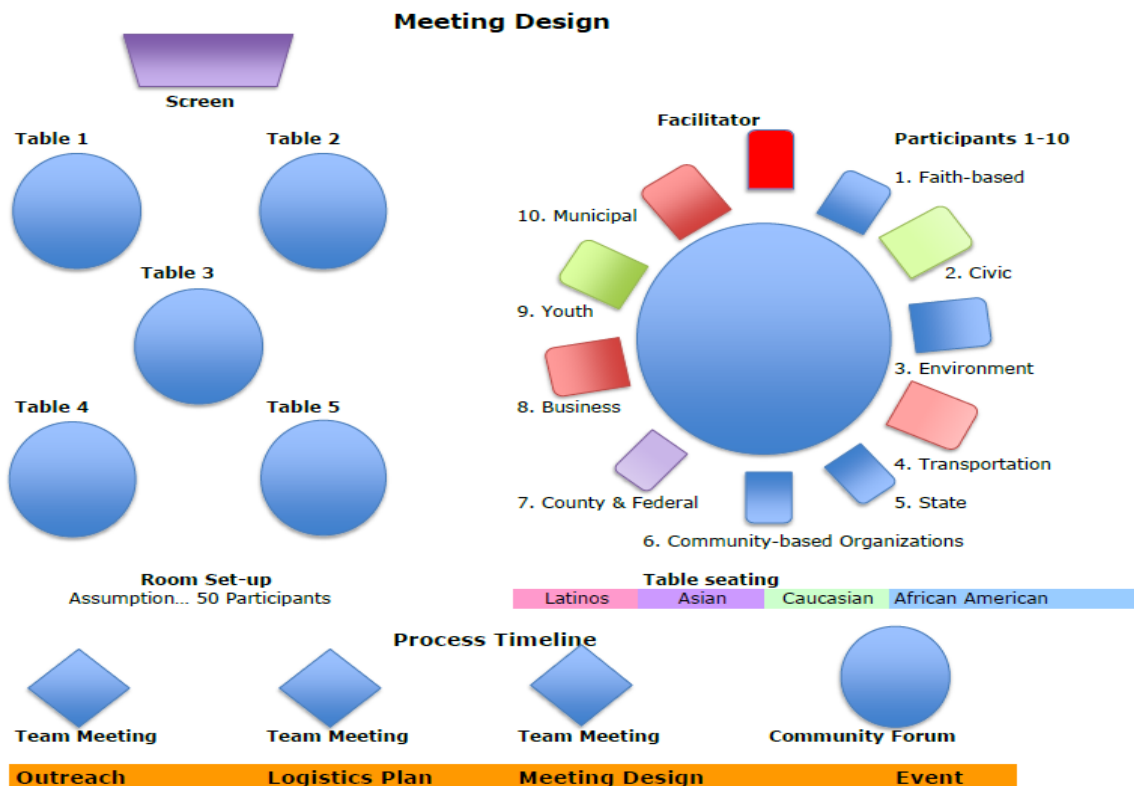 Meeting Design
Screen
Table 1
Table 2
Table 3
Table 4
Table 5
Room Set-up
Assumption... 50 Participants
Facilitator
Participants 1-10
1. Faith-based
2. Civic
3. Environment
4. Transportation
5. State
6. Community-based Organizations
7. County & Federal
8. Business
9. Youth
10. Municipal
Table seating
Latinos
Asian
Caucasian
African American
Process Timeline
Team Meeting
Team Meeting
Team Meeting
Community Forum
Outreach
Logistics Plan
Meeting Design
Event